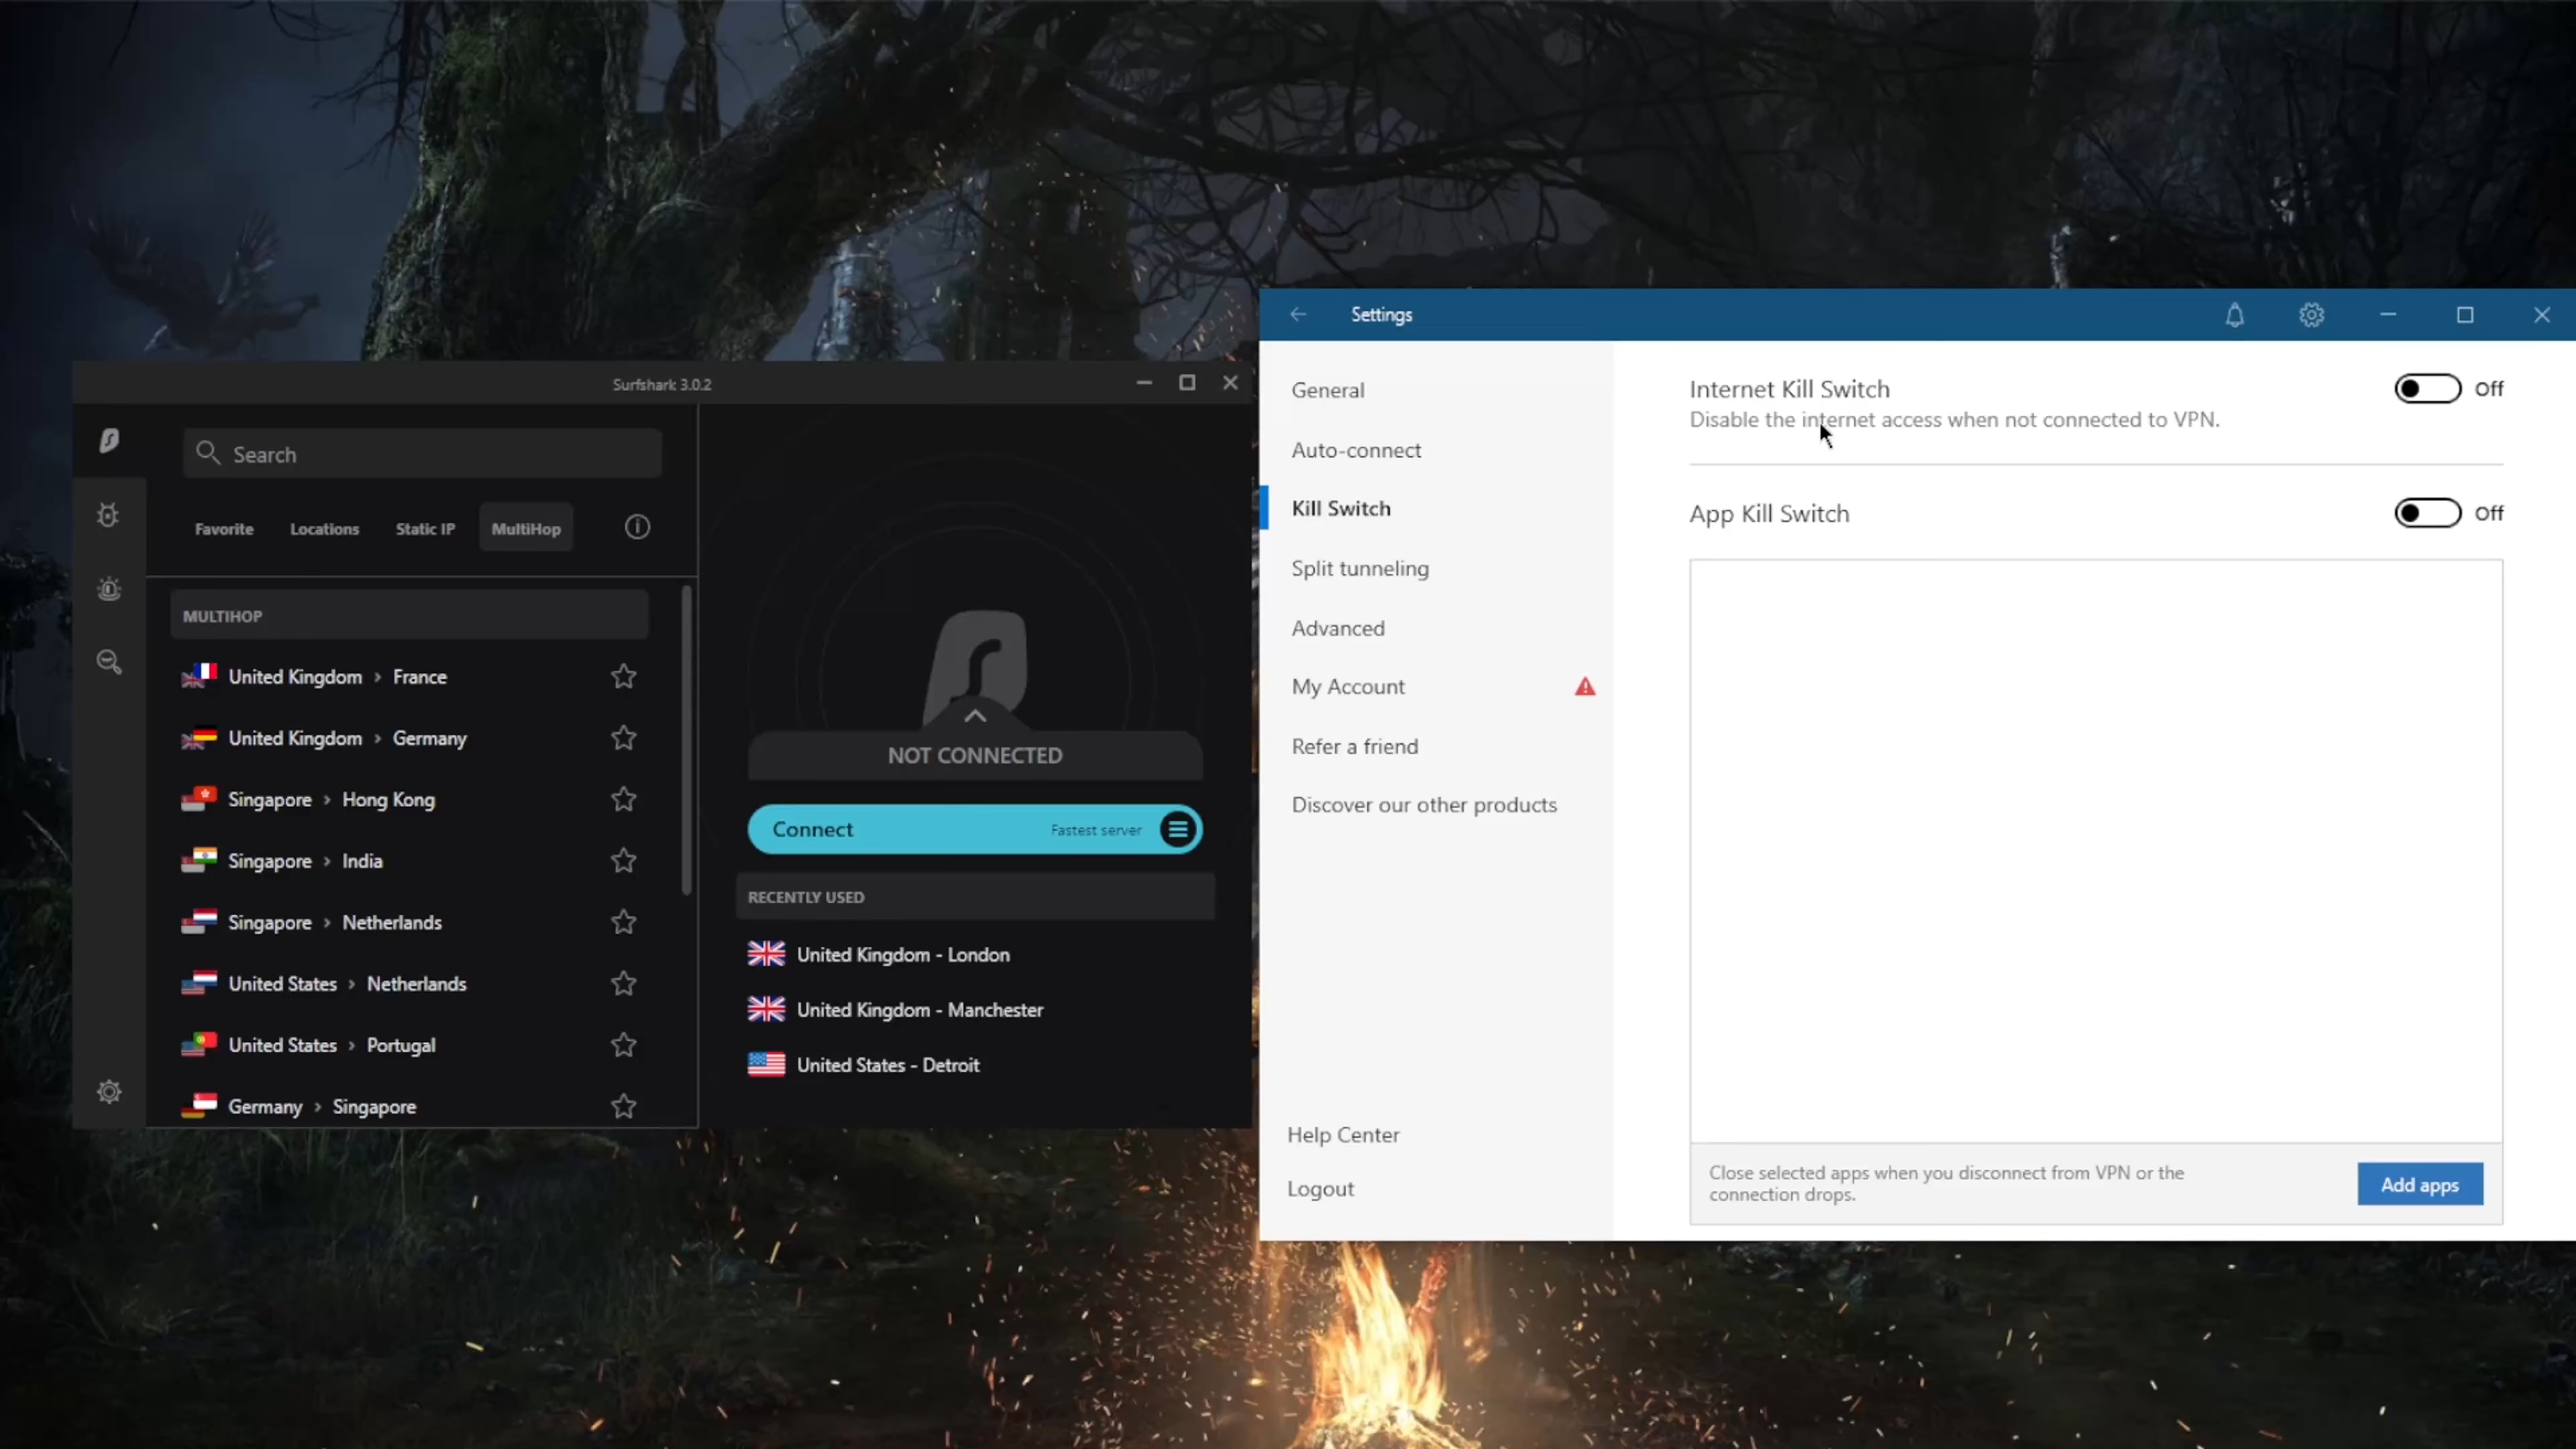 Surfshark 3.0.2
Search
Favorite
Locations
Static IP
MultiHop
MULTIHOP
United Kingdom › France
United Kingdom › Germany
Singapore › Hong Kong
Singapore › India
Singapore › Netherlands
United States › Netherlands
United States › Portugal
Germany › Singapore
NOT CONNECTED
Connect
Fastest server
RECENTLY USED
United Kingdom - London
United Kingdom - Manchester
United States - Detroit
Settings
General
Auto-connect
Kill Switch
Split tunneling
Advanced
My Account
Refer a friend
Discover our other products
Help Center
Logout
Internet Kill Switch
Off
Disable the internet access when not connected to VPN.
App Kill Switch
Off
Close selected apps when you disconnect from VPN or the
connection drops.
Add apps